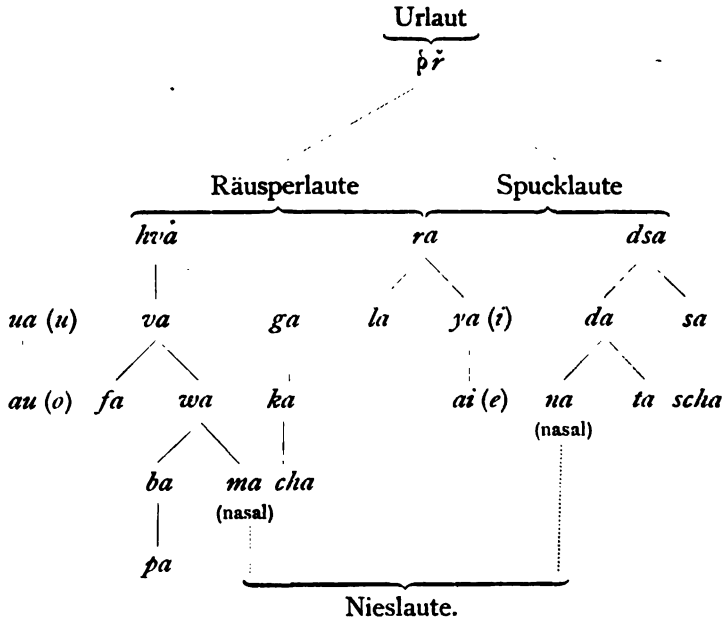 Urlaut
þř
Räusperlaute Spucklaute
hvȧ ra dsa
ua (u) va ga la ya (i) da sa
au (o) fa wa ka ai (e) na ta scha
(nasal)
ba ma cha
(nasal)
pa
Nieslaute.